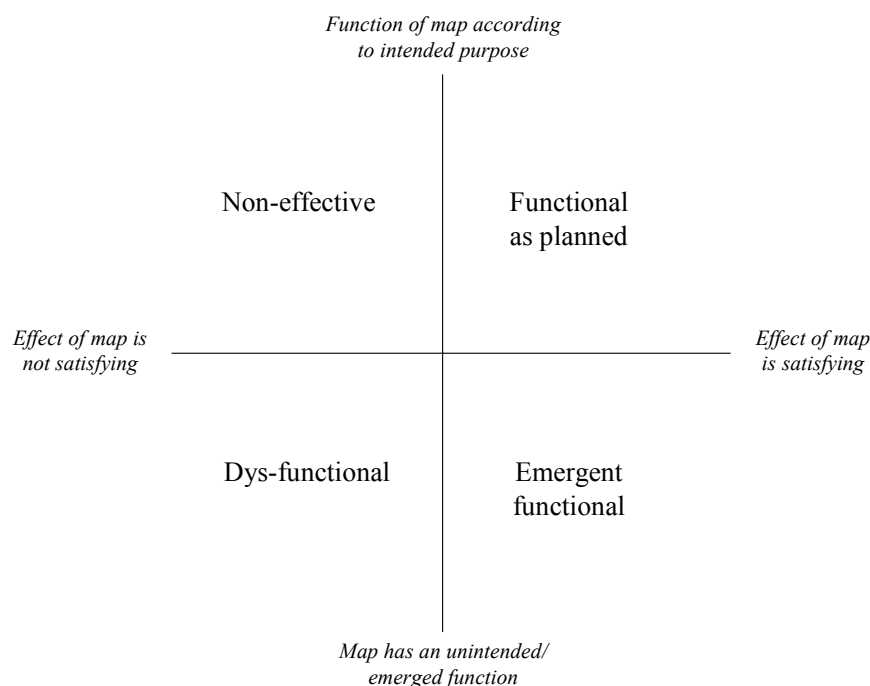 Function of map according
to intended purpose
Non-effective
Functional
as planned
Effect of map is
not satisfying
Effect of map
is satisfying
Dys-functional
Emergent
functional
Map has an unintended/
emerged function